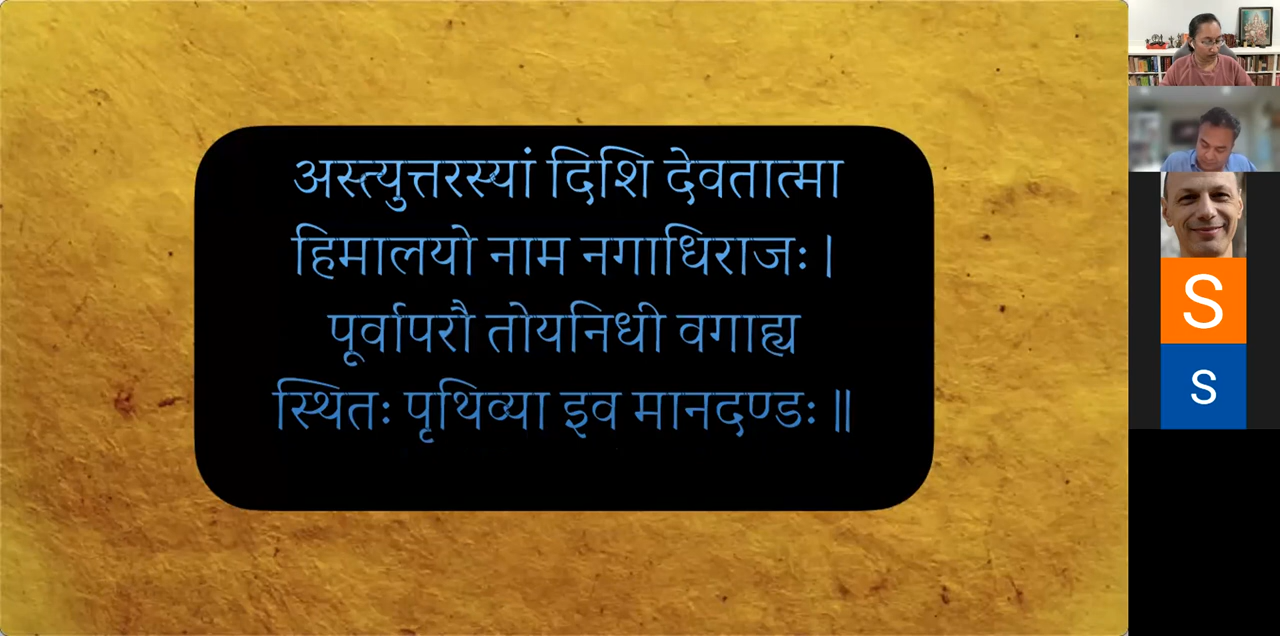 अस्त्युत्तरस्यां दिशि देवतात्मा
हिमालयो नाम नगाधिराजः ।
पूर्वापरौ तोयनिधी वगाह्य
स्थितः पृथिव्या इव मानदण्डः ॥
S
S